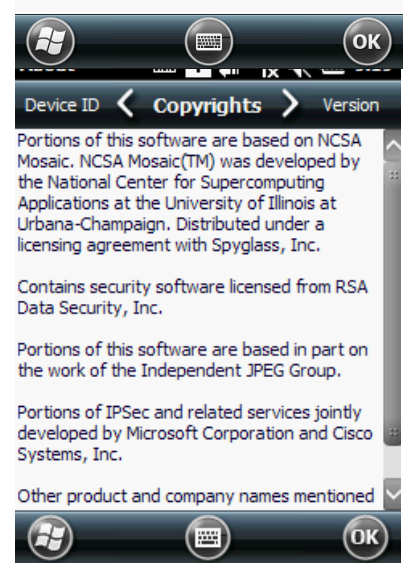 OK
Device ID Copyrights Version
Portions of this software are based on NCSA
Mosaic. NCSA Mosaic(TM) was developed by
the National Center for Supercomputing
Applications at the University of Illinois at
Urbana-Champaign. Distributed under a
licensing agreement with Spyglass, Inc.
Contains security software licensed from RSA
Data Security, Inc.
Portions of this software are based in part on
the work of the Independent JPEG Group.
Portions of IPSec and related services jointly
developed by Microsoft Corporation and Cisco
Systems, Inc.
Other product and company names mentioned
OK